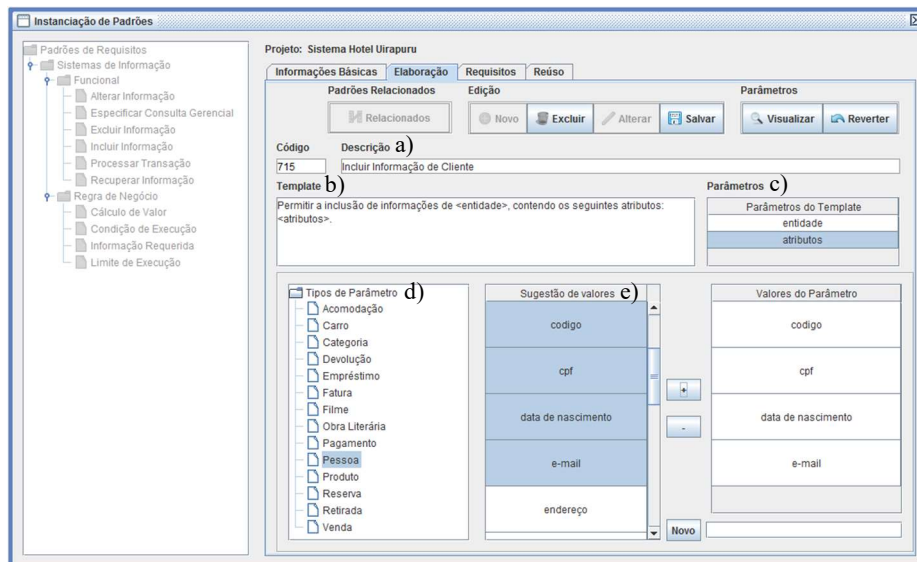 Instanciação de Padrões
Padrões de Requisitos
Sistemas de Informação
Funcional
Alterar Informação
Especificar Consulta Gerencial
Excluir Informação
Incluir Informação
Processar Transação
Recuperar Informação
Regra de Negócio
Cálculo de Valor
Condição de Execução
Informação Requerida
Limite de Execução
Projeto: Sistema Hotel Uirapuru
Informações Básicas Elaboração Requisitos Reúso
Padrões Relacionados Edição Parâmetros
Relacionados Novo Excluir Alterar Salvar Visualizar Reverter
Código Descrição a)
715 Incluir Informação de Cliente
Template b) Parâmetros c)
Permitir a inclusão de informações de <entidade>, contendo os seguintes atributos:
<atributos>.
Parâmetros do Template
entidade
atributos
Tipos de Parâmetro d)
Acomodação
Carro
Categoria
Devolução
Empréstimo
Fatura
Filme
Obra Literária
Pagamento
Pessoa
Produto
Reserva
Retirada
Venda
Sugestão de valores e)
codigo
cpf
data de nascimento
e-mail
endereço
+
-
Novo
Valores do Parâmetro
codigo
cpf
data de nascimento
e-mail